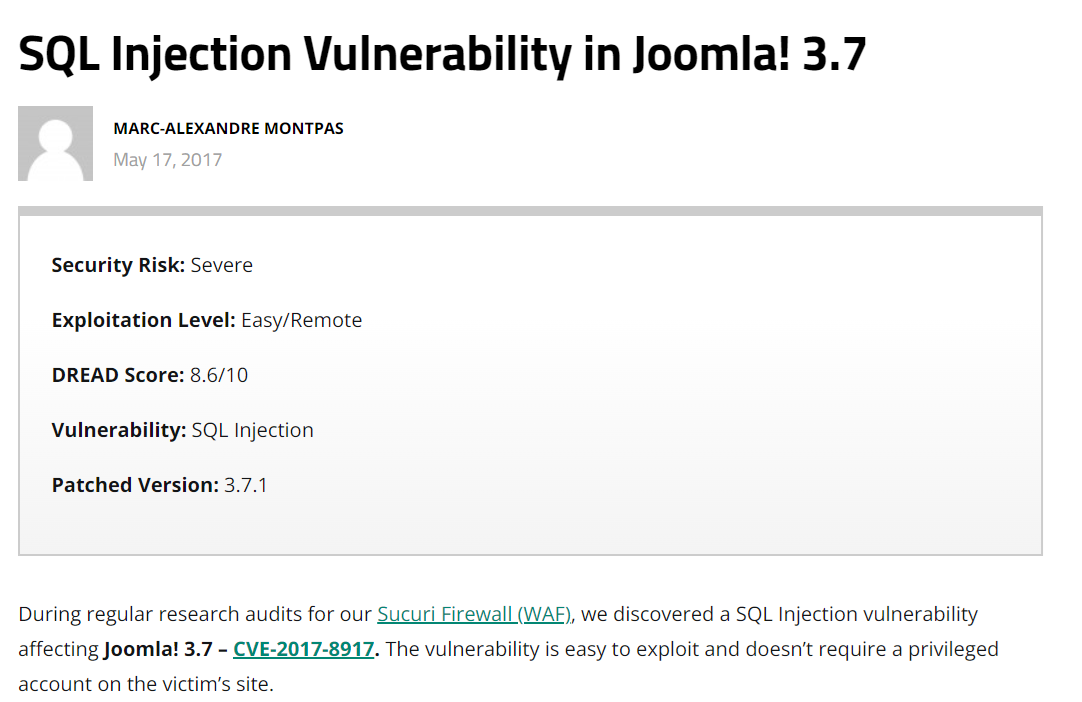 SQL Injection Vulnerability in Joomla! 3.7
MARC-ALEXANDRE MONTPAS
May 17, 2017
Security Risk: Severe
Exploitation Level: Easy/Remote
DREAD Score: 8.6/10
Vulnerability: SQL Injection
Patched Version: 3.7.1
During regular research audits for our Sucuri Firewall (WAF), we discovered a SQL Injection vulnerability
affecting Joomla! 3.7 – CVE-2017-8917. The vulnerability is easy to exploit and doesn’t require a privileged
account on the victim’s site.